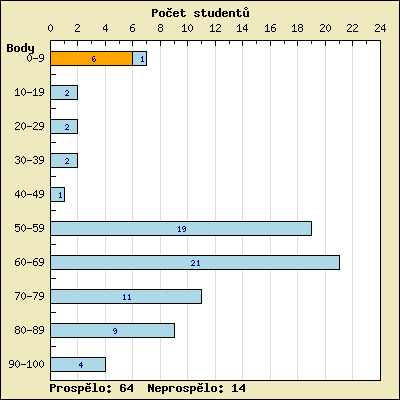 Počet studentů
0 2 4 6 8 10 12 14 16 18 20 22 24
Body
0-9 6 1
10-19 2
20-29 2
30-39 2
40-49 1
50-59 19
60-69 21
70-79 11
80-89 9
90-100 4
Prospělo: 64 Neprospělo: 14